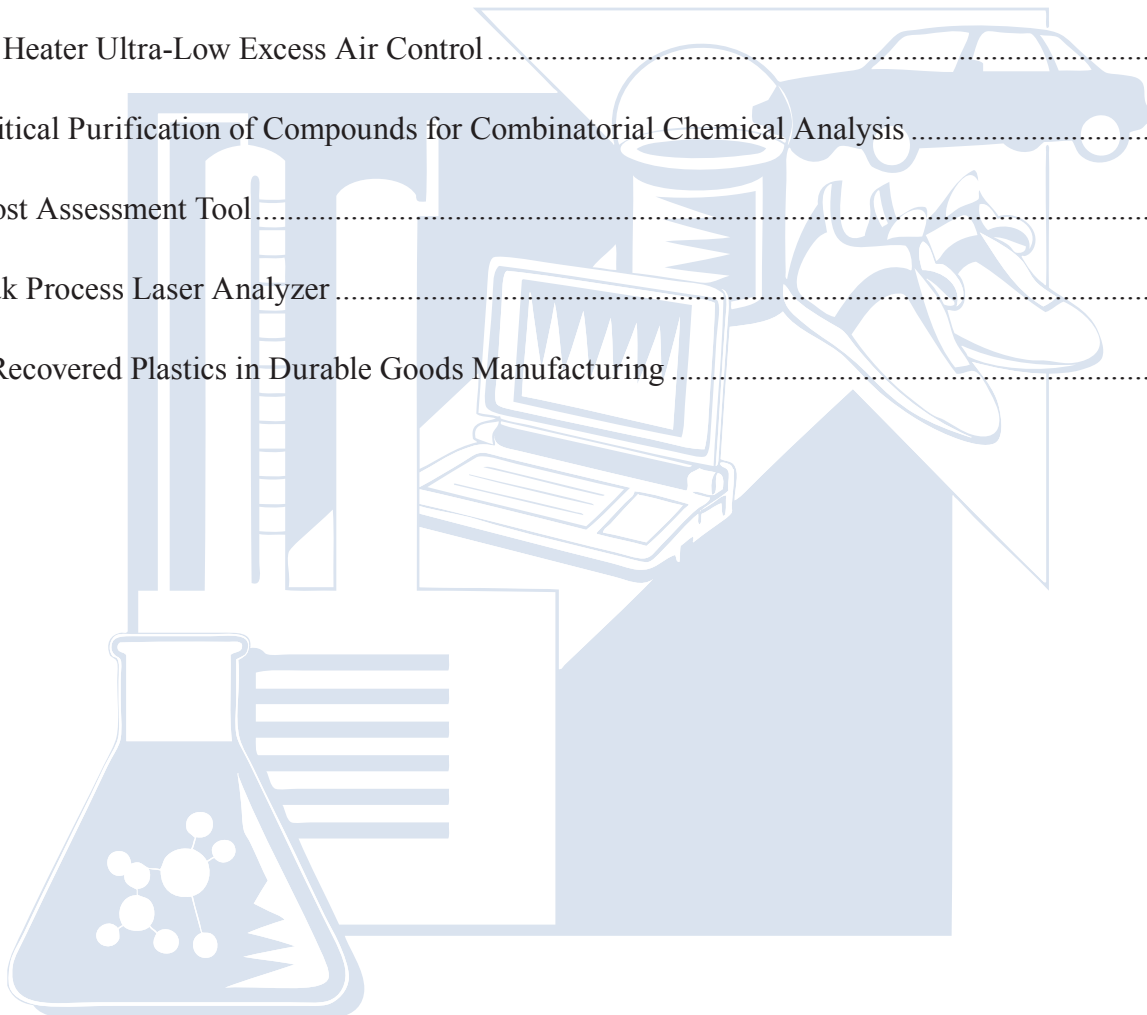 Heater Ultra-Low Excess Air Control
itical Purification of Compounds for Combinatorial Chemical Analysis
ost Assessment Tool
k Process Laser Analyzer
Recovered Plastics in Durable Goods Manufacturing